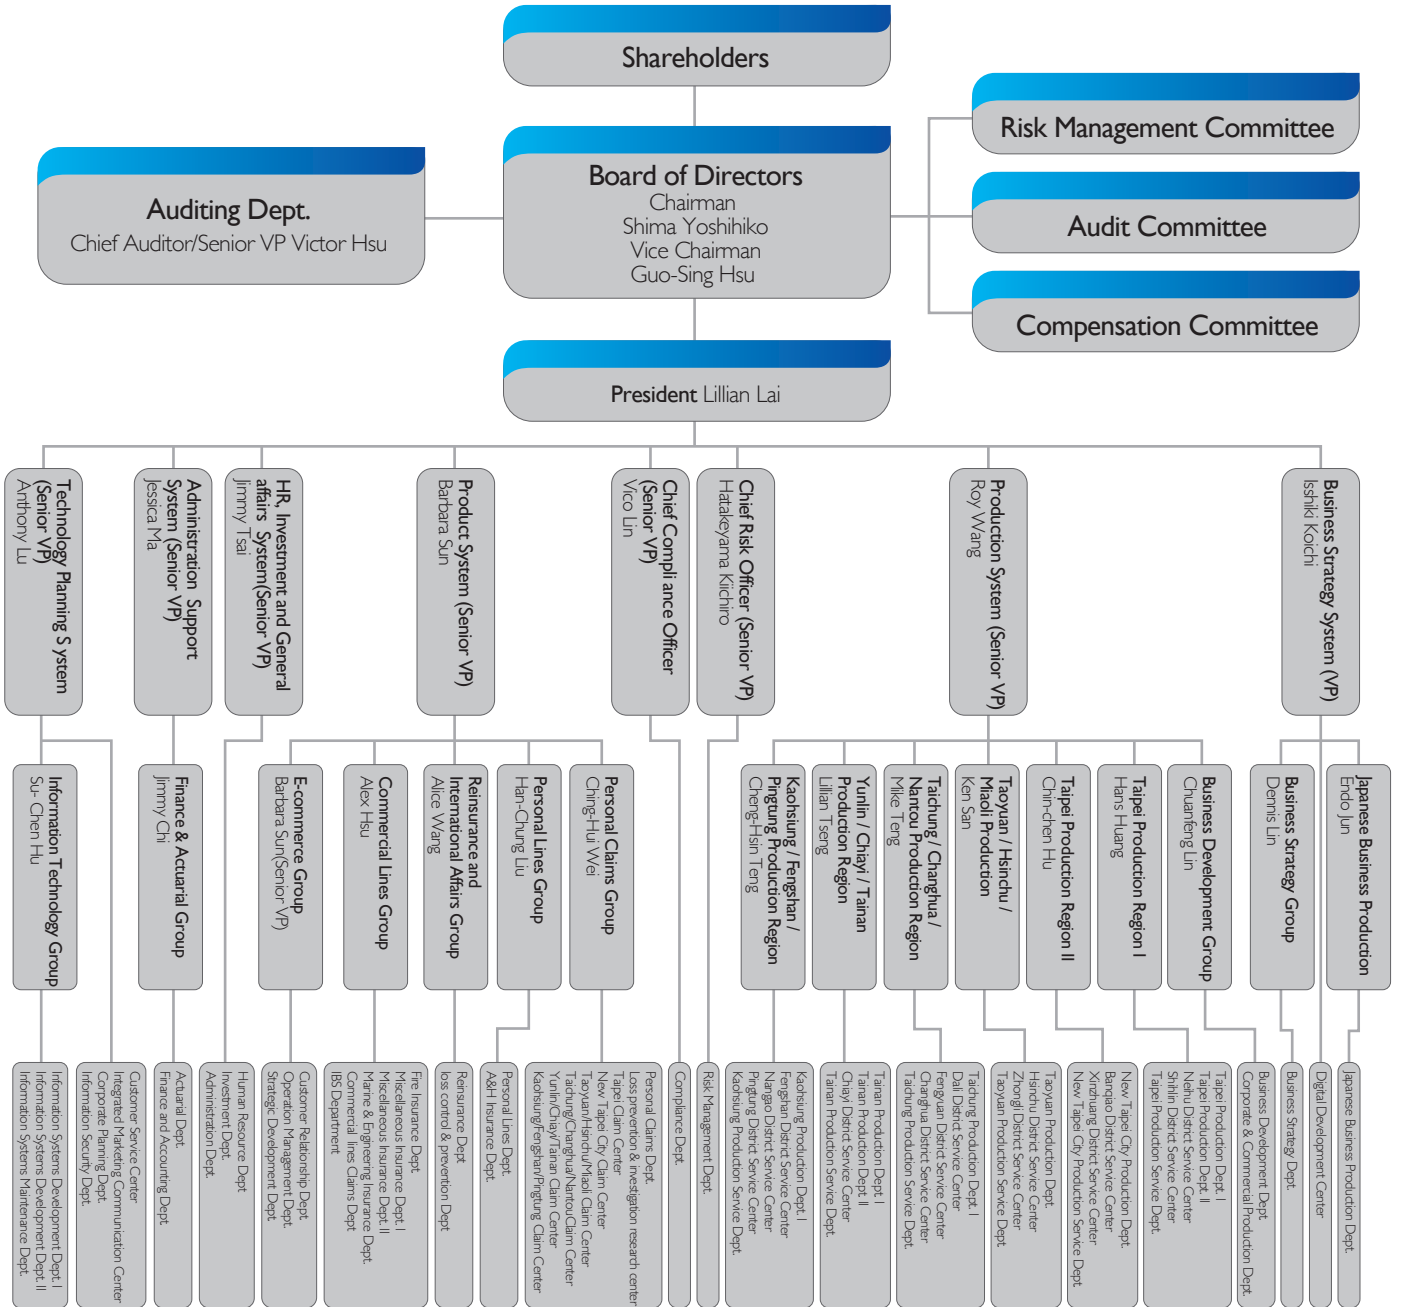 Shareholders
Board of Directors
Chairman
Shima Yoshihiko
Vice Chairman
Guo-Sing Hsu
Auditing Dept.
Chief Auditor/Senior VP Victor Hsu
Risk Management Committee
Audit Committee
Compensation Committee
President Lillian Lai
Technology Planning S ystem
(Senior VP)
Anthony Lu
Administration Support
System (Senior VP)
Jessica Ma
HR, Investment and General
affairs System(Senior VP)
Jimmy Tsai
Product System (Senior VP)
Barbara Sun
Chief Compli ance Officer
(Senior VP)
Vico Lin
Chief Risk Officer (Senior VP)
Hatakeyama Kiichiro
Production System (Senior VP)
Roy Wang
Business Strategy System (VP)
Isshiki Koichi
Information Technology Group
Su- Chen Hu
Finance & Actuarial Group
Jimmy Chi
E-commerce Group
Barbara Sun(Senior VP)
Commercial Lines Group
Alex Hsu
Reinsurance and
International Affairs Group
Alice Wang
Personal Lines Group
Han-Chung Liu
Personal Claims Group
Ching-Hui Wei
Kaohsiung / Fengshan /
Pingtung Production Region
Cheng-Hsin Teng
Yunlin / Chiayi / Tainan
Production Region
Lillian Tseng
Taichung / Changhua /
Nantou Production Region
Mike Teng
Taoyuan / Hsinchu /
Miaoli Production
Ken San
Taipei Production Region II
Chin-chen Hu
Taipei Production Region I
Hans Huang
Business Development Group
Chuanfeng Lin
Business Strategy Group
Dennis Lin
Japanese Business Production
Endo Jun
Information Systems Development Dept. I
Information Systems Development Dept. II
Information Systems Maintenance Dept.
Customer Service Center
Integrated Marketing Communication Center
Corporate Planning Dept.
Information Security Dept.
Actuarial Dept.
Finance and Accounting Dept
Human Resource Dept
Investment Dept.
Administration Dept.
Customer Relationship Dept.
Operation Management Dept.
Strategic Development Dept.
Fire Insurance Dept
Miscellaneous Insurance Dept. I
Miscellaneous Insurance Dept. II
Marine & Engineering Insurance Dept.
Commercial lines Claims Dept
IBS Department
Reinsurance Dept
loss control & prevention Dept
Personal Lines Dept.
A&H Insurance Dept.
Personal Claims Dept.
Loss prevention & investigation research center
Taipei Claim Center
New Taipei City Claim Center
Taoyuan/Hsinchu/Miaoli Claim Center
Taichung/Changhua/NantouClaim Center
Yunlin/Chiayi/Tainan Claim Center
Kaohsiung/Fengshan/Pingtung Claim Center
Compliance Dept.
Risk Management Dept.
Kaohsiung Production Dept. I
Fengshan District Service Center
Nangao District Service Center
Pingtung District Service Center
Kaohsiung Production Service Dept.
Tainan Production Dept I
Tainan Production Dept II
Chiayi District Service Center
Tainan Production Service Dept.
Taichung Production Dept. I
Dali District Service Center
Fengyuan District Service Center
Changhua District Service Center
Taichung Production Service Dept.
Taoyuan Production Dept.
Hsinchu District Service Center
Zhongli District Service Center
Taoyuan Production Service Dept
New Taipei City Production Dept.
Banqiao District Service Center
Xinzhuang District Service Center
New Taipei City Production Service Dept
Taipei Production Dept. I
Taipei Production Dept. II
Neihu District Service Center
Shihlin District Service Center
Taipei Production Service Dept.
Business Development Dept.
Corporate & Commercial Production Dept.
Business Strategy Dept.
Digital Development Center
Japanese Business Production Dept.